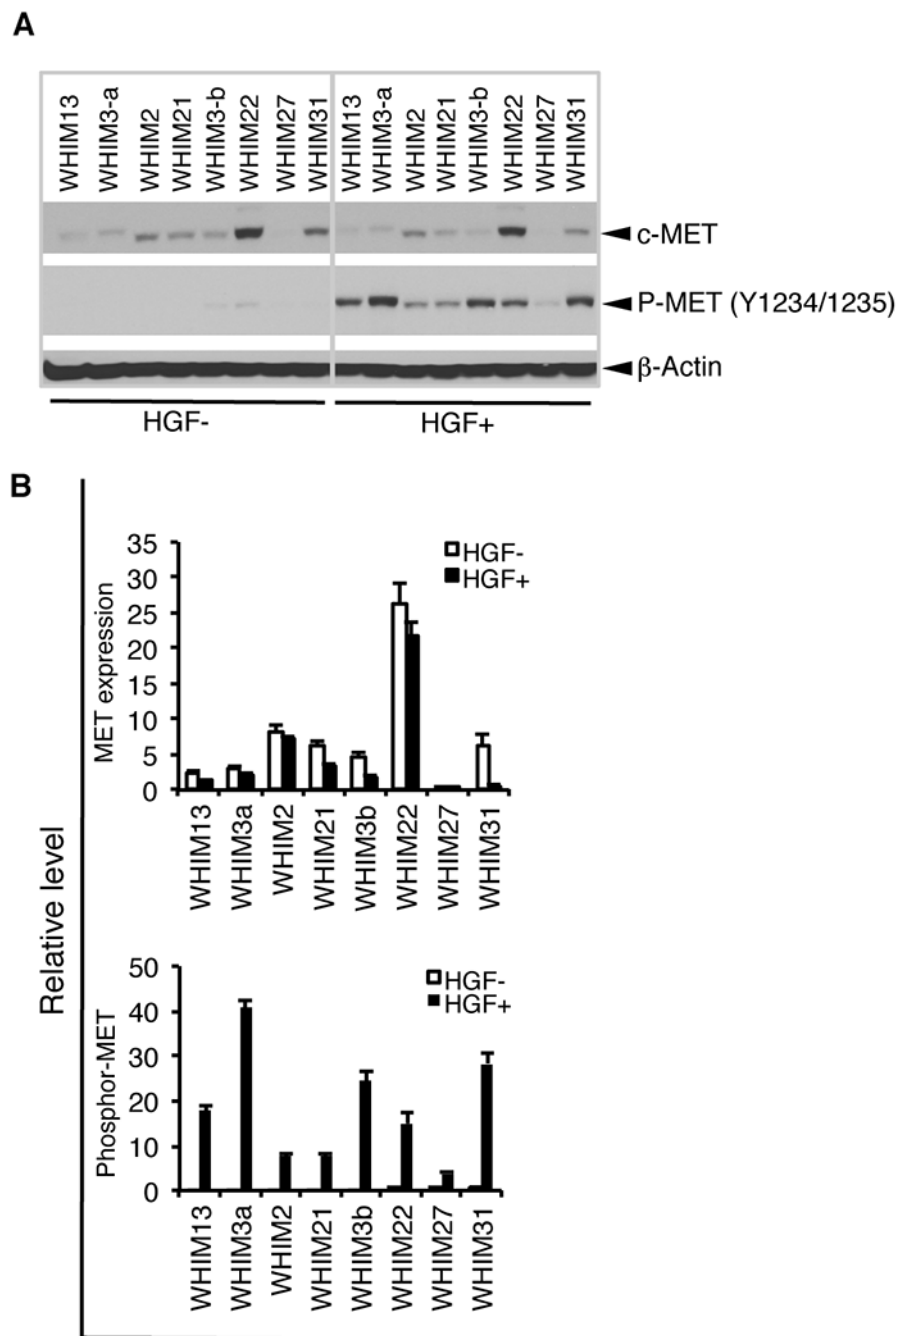 A
WHIM13 WHIM3-a WHIM2 WHIM21 WHIM3-b WHIM22 WHIM27 WHIM31 WHIM13 WHIM3-a WHIM2 WHIM21 WHIM3-b WHIM22 WHIM27 WHIM31
c-MET
P-MET (Y1234/1235)
β-Actin
HGF- HGF+
B
Relative level
MET expression
35
30
25
20
15
10
5
0
HGF-
HGF+
WHIM13 WHIM3a WHIM2 WHIM21 WHIM3b WHIM22 WHIM27 WHIM31
Phosphor-MET
50
40
30
20
10
0
HGF-
HGF+
WHIM13 WHIM3a WHIM2 WHIM21 WHIM3b WHIM22 WHIM27 WHIM31